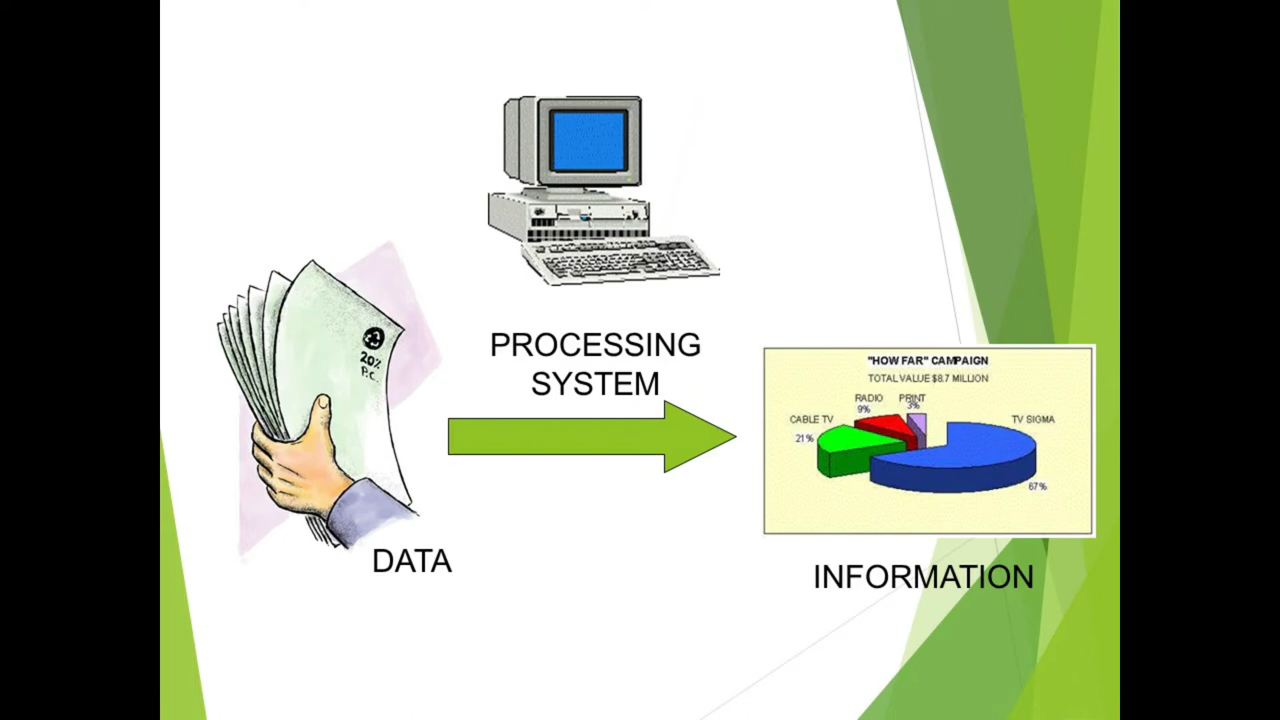 PROCESSING
SYSTEM
20%
P.C.
DATA
"HOW FAR" CAMPAIGN
TOTAL VALUE $8.7 MILLION
RADIO
9%
PRINT
3%
CABLE TV
21%
TV SIGMA
67%
INFORMATION